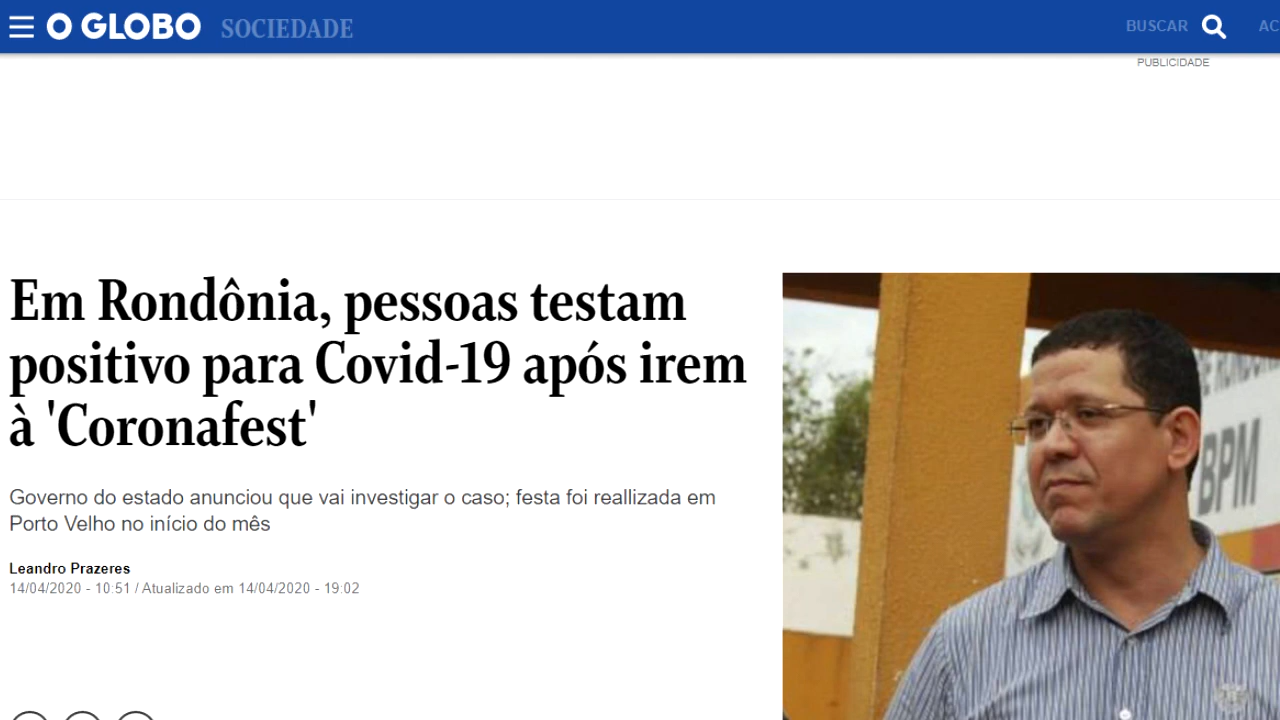 O GLOBO SOCIEDADE BUSCAR
PUBLICIDADE
Em Rondônia, pessoas testam
positivo para Covid-19 após irem
à 'Coronafest'
Governo do estado anunciou que vai investigar o caso; festa foi reallizada em
Porto Velho no início do mês
Leandro Prazeres
14/04/2020 - 10:51 / Atualizado em 14/04/2020 - 19:02
BPM